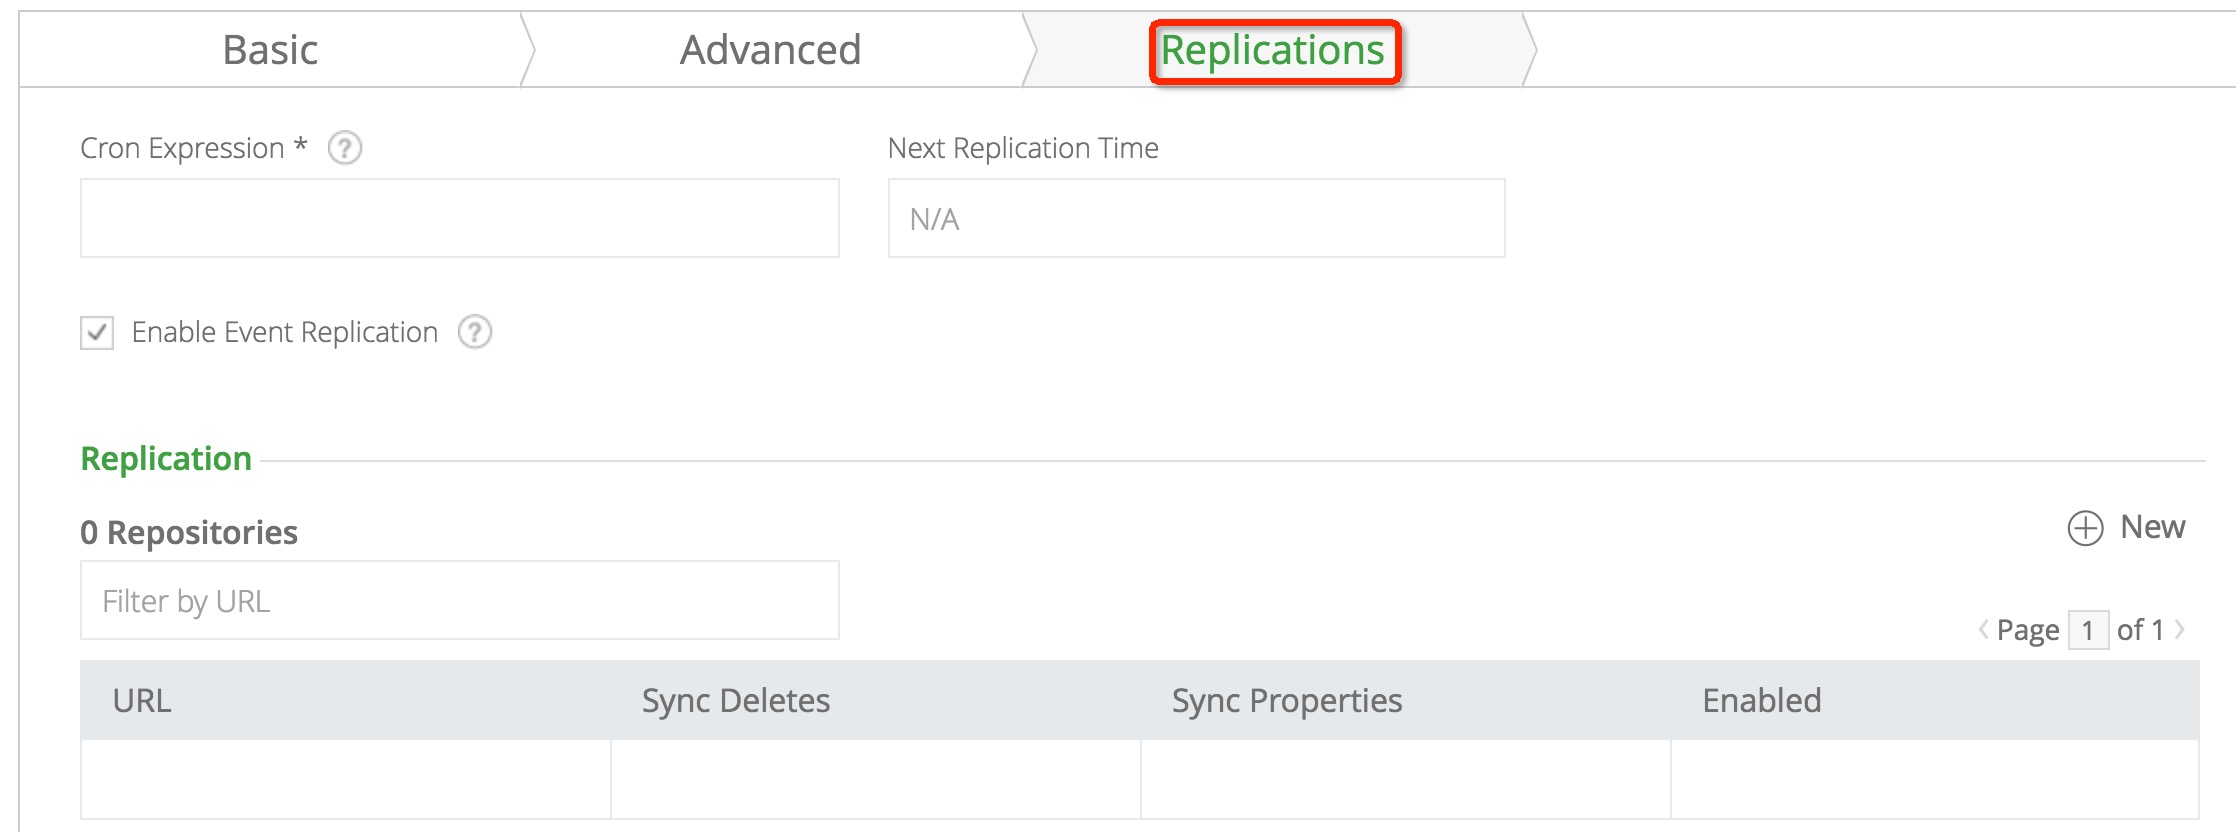 Basic
Advanced
Replications
Cron Expression * ?
Next Replication Time
N/A
Enable Event Replication ?
Replication
0 Repositories
New
Filter by URL
Page 1 of 1
URL
Sync Deletes
Sync Properties
Enabled